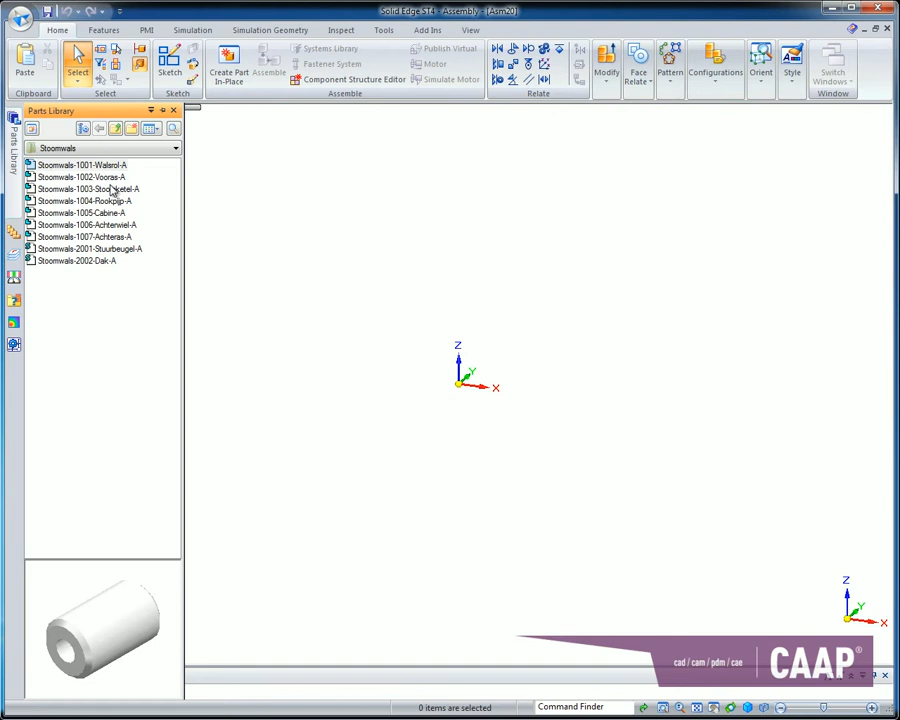 Solid Edge ST4 - Assembly - [Asm20]
Home
Features
PMI
Simulation
Simulation Geometry
Inspect
Tools
Add Ins
View
Paste
Select
Sketch
Create Part
In-Place
Assemble
Systems Library
Fastener System
Component Structure Editor
Publish Virtual
Motor
Simulate Motor
Modify
Face
Relate
Pattern
Configurations
Orient
Style
Switch
Windows
Clipboard
Select
Sketch
Assemble
Relate
Window
Parts Library
Parts Library
Stoomwals
Stoomwals-1001-Walsrol-A
Stoomwals-1002-Vooras-A
Stoomwals-1003-Stoomketel-A
Stoomwals-1004-Rookpijp-A
Stoomwals-1005-Cabine-A
Stoomwals-1006-Achterwiel-A
Stoomwals-1007-Achteras-A
Stoomwals-2001-Stuurbeugel-A
Stoomwals-2002-Dak-A
Z
Y
X
Z
Y
X
cad / cam / pdm / cae
CAAP®
0 items are selected
Command Finder